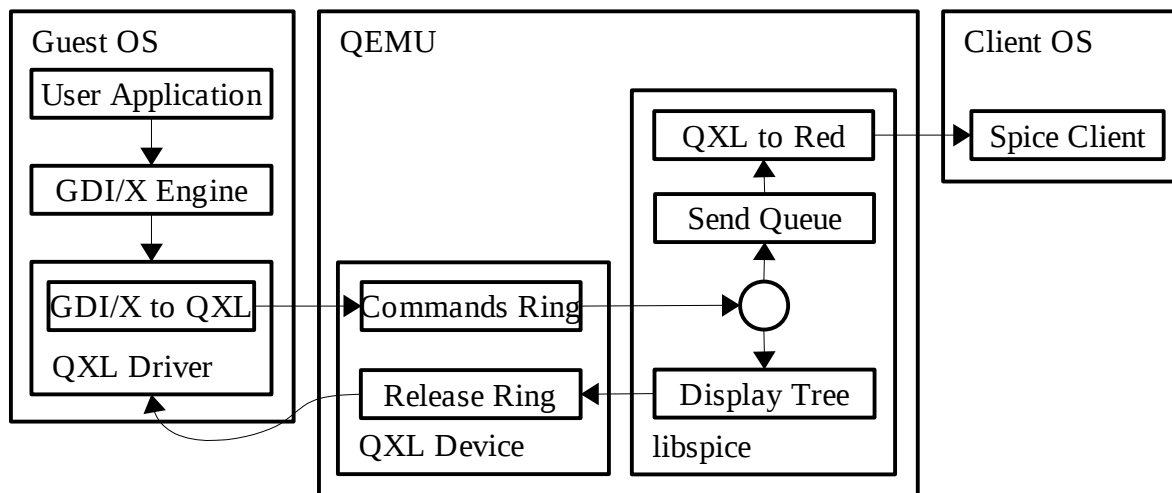 Guest OS
User Application
GDI/X Engine
GDI/X to QXL
QXL Driver
QEMU
Commands Ring
Release Ring
QXL Device
QXL to Red
Send Queue
Display Tree
libspice
Client OS
Spice Client